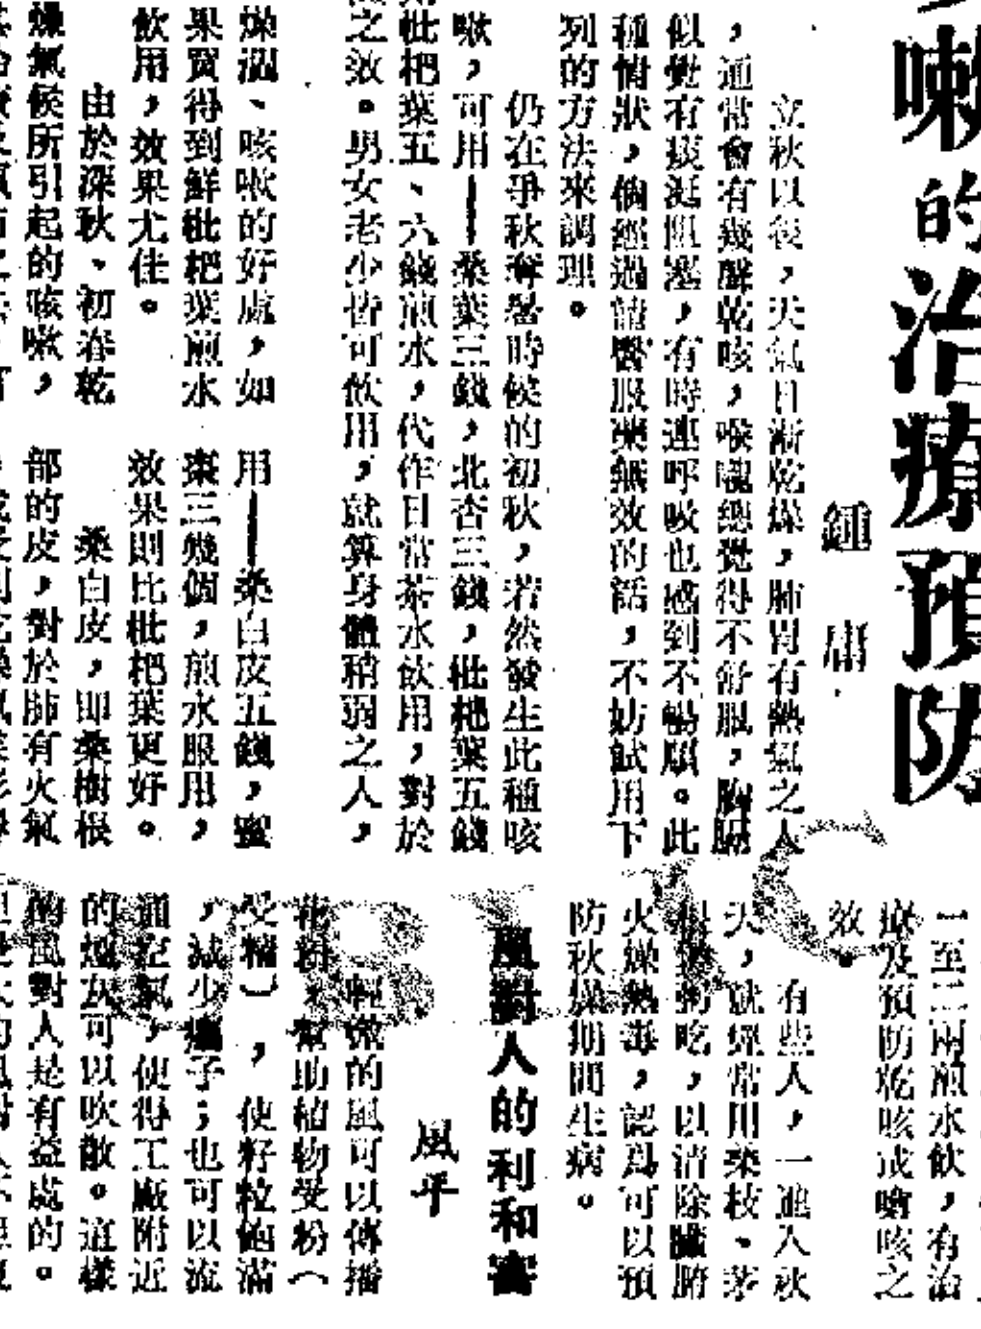 嗽的治療預防
鍾庸
立秋以後，天氣日漸乾燥，肺胃有熱氣之人
，通常會有幾聲乾咳，喉嚨總覺得不舒服，胸膈
似覺有痰涎阻塞，有時連呼吸也感到不暢順。此
種情狀，倘經過請醫服藥無效的話，不妨試用下
列的方法來調理。
仍在爭秋奪暑時候的初秋，若然發生此種咳
嗽，可用——桑葉三錢，北杏三錢，枇杷葉五錢
枇杷葉五、六錢煎水，代作日常茶水飲用，對於
之效。男女老少皆可飲用，就算身體稍弱之人，
燥濕、咳嗽的好處，如
果買得到鮮枇杷葉煎水
飲用，效果尤佳。
由於深秋、初春乾
燥氣候所引起的咳嗽，
用——桑白皮五錢，蜜
棗三幾個，煎水服用，
效果則比枇杷葉更好。
桑白皮，即桑樹根
部的皮，對於肺有火氣
一至二兩煎水飲，有治
療及預防乾咳或嗆咳之
效。
有些人，一進入秋
天，就經常用桑枝、茅
根煲粥吃，以清除臟腑
火燥熱毒，認爲可以預
防秋燥期間生病。
風對人的利和害
風平
輕微的風可以傳播
花粉，幫助植物受粉（
受精），使籽粒飽滿
，減少癟子；也可以流
通空氣，使得工廠附近
的煙灰可以吹散。這樣
的風對人是有益處的。